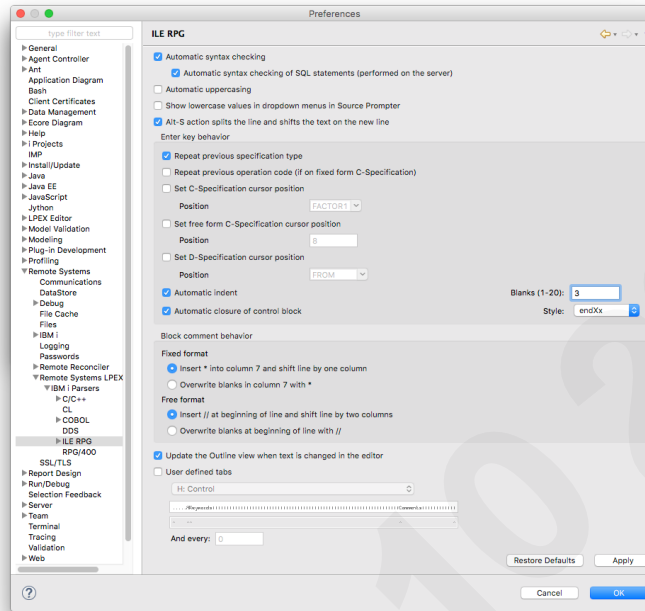 Preferences
type filter text
General
Agent Controller
Ant
Application Diagram
Bash
Client Certificates
Data Management
Ecore Diagram
Help
i Projects
IMP
Install/Update
Java
Java EE
JavaScript
Jython
LPEX Editor
Model Validation
Modeling
Plug-in Development
Profiling
Remote Systems
Communications
DataStore
Debug
File Cache
Files
IBM i
Logging
Passwords
Remote Reconciler
Remote Systems LPEX
IBM i Parsers
C/C++
CL
COBOL
DDS
ILE RPG
RPG/400
SSL/TLS
Report Design
Run/Debug
Selection Feedback
Server
Team
Terminal
Tracing
Validation
Web
ILE RPG
Automatic syntax checking
Automatic syntax checking of SQL statements (performed on the server)
Automatic uppercasing
Show lowercase values in dropdown menus in Source Prompter
Alt-S action splits the line and shifts the text on the new line
Enter key behavior
Repeat previous specification type
Repeat previous operation code (if on fixed form C-Specification)
Set C-Specification cursor position
Position FACTOR1
Set free form C-Specification cursor position
Position 8
Set D-Specification cursor position
Position FROM
Automatic indent Blanks (1-20): 3
Automatic closure of control block Style: endXx
Block comment behavior
Fixed format
Insert * into column 7 and shift line by one column
Overwrite blanks in column 7 with *
Free format
Insert // at beginning of line and shift line by two columns
Overwrite blanks at beginning of line with //
Update the Outline view when text is changed in the editor
User defined tabs
H: Control
And every: 0
Restore Defaults Apply
? Cancel OK